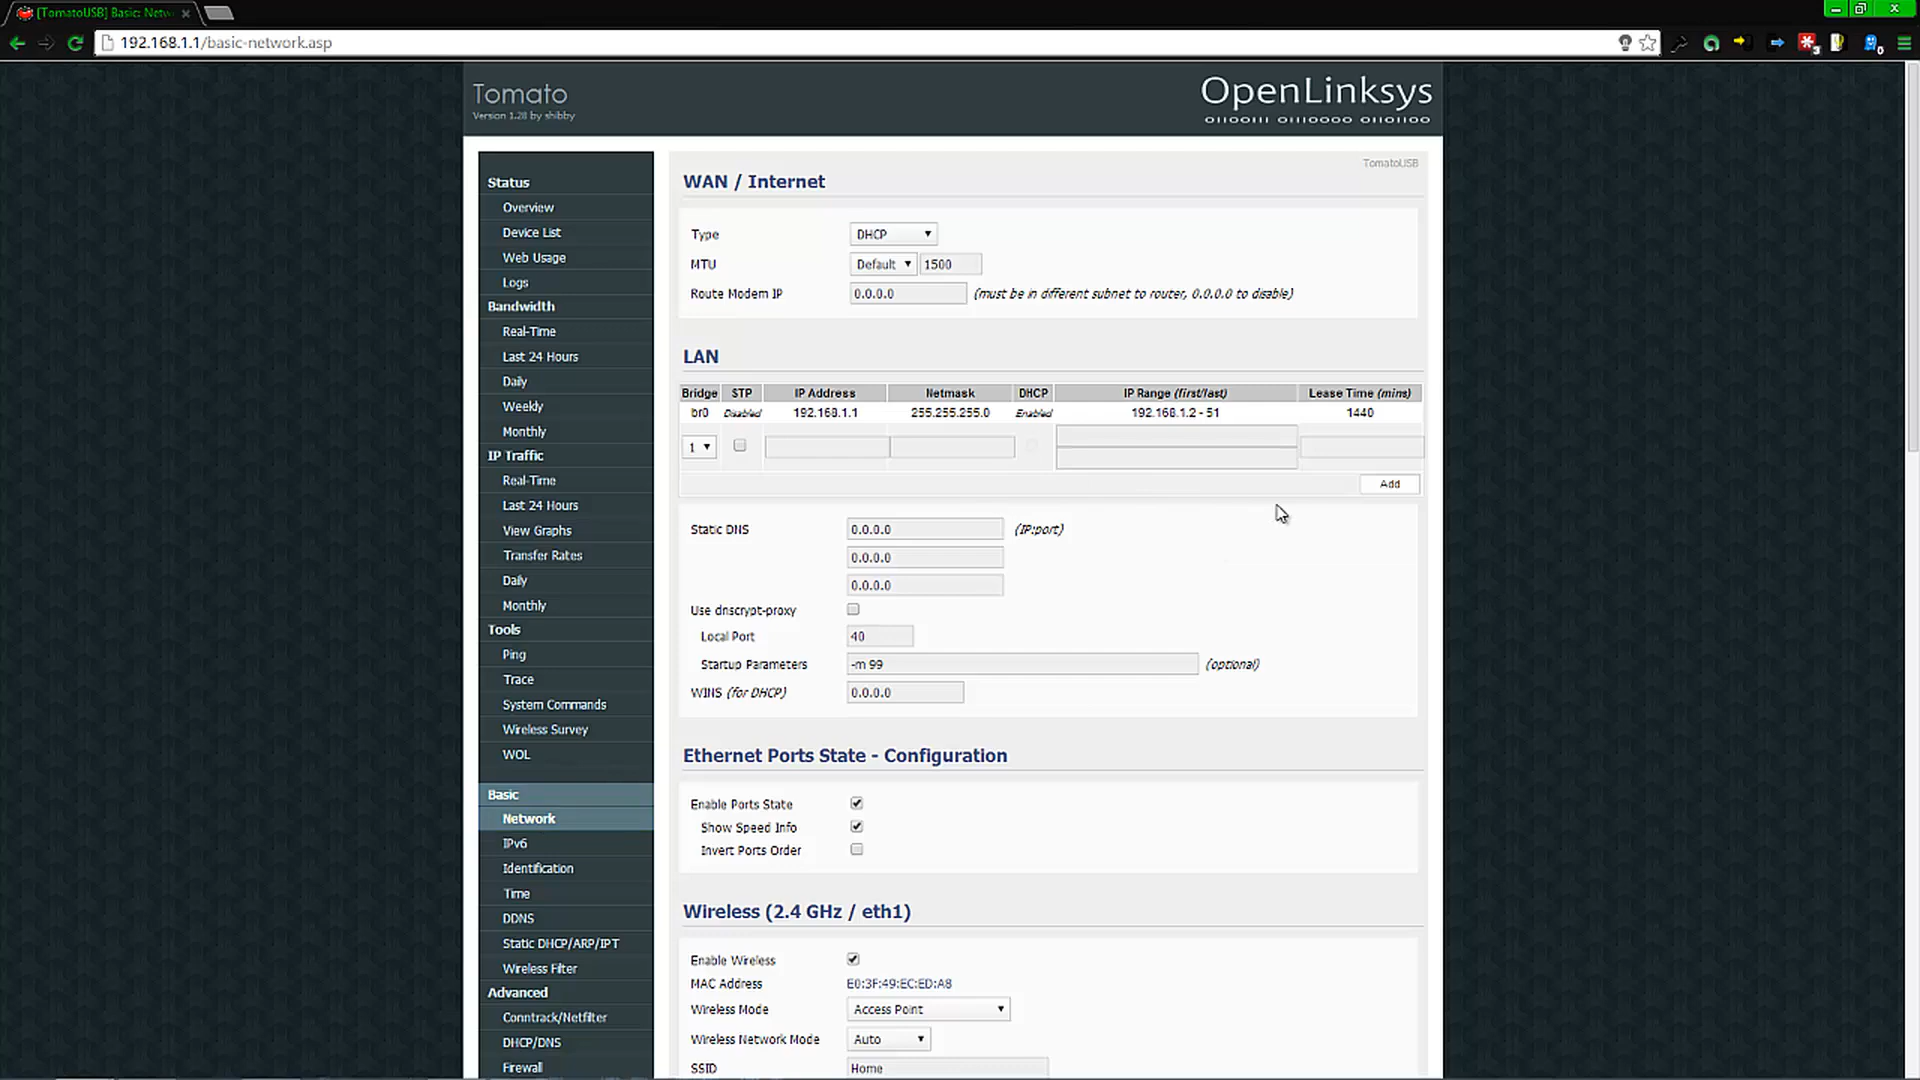 [TomatoUSB] Basic: Netw
192.168.1.1/basic-network.asp
Tomato
Version 1.28 by shibby
OpenLinksys
01100111 01110000 01101100
TomatoUSB
Status
Overview
Device List
Web Usage
Logs
Bandwidth
Real-Time
Last 24 Hours
Daily
Weekly
Monthly
IP Traffic
Real-Time
Last 24 Hours
View Graphs
Transfer Rates
Daily
Monthly
Tools
Ping
Trace
System Commands
Wireless Survey
WOL
Basic
Network
IPv6
Identification
Time
DDNS
Static DHCP/ARP/IPT
Wireless Filter
Advanced
Conntrack/Netfilter
DHCP/DNS
Firewall
WAN / Internet
Type DHCP
MTU Default 1500
Route Modem IP 0.0.0.0 (must be in different subnet to router, 0.0.0.0 to disable)
LAN
Bridge STP IP Address Netmask DHCP IP Range (first/last) Lease Time (mins)
br0 Disabled 192.168.1.1 255.255.255.0 Enabled 192.168.1.2 - 51 1440
1
Add
Static DNS 0.0.0.0 (IP:port)
0.0.0.0
0.0.0.0
Use dnscrypt-proxy
Local Port 40
Startup Parameters -m 99 (optional)
WINS (for DHCP) 0.0.0.0
Ethernet Ports State - Configuration
Enable Ports State
Show Speed Info
Invert Ports Order
Wireless (2.4 GHz / eth1)
Enable Wireless
MAC Address E0:3F:49:EC:ED:A8
Wireless Mode Access Point
Wireless Network Mode Auto
SSID Home